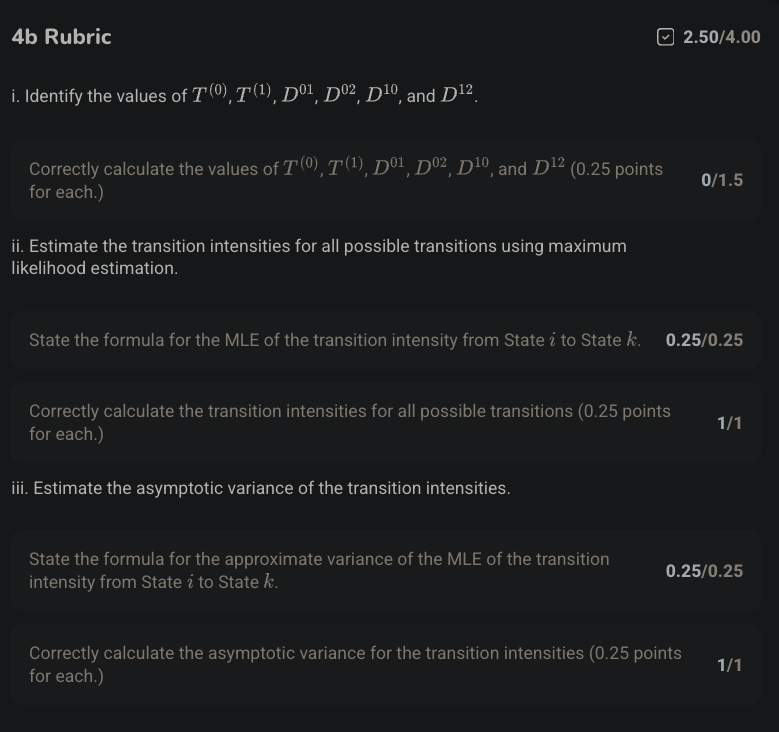 4b Rubric 2.50/4.00
i. Identify the values of T^(0), T^(1), D^01, D^02, D^10, and D^12.
Correctly calculate the values of T^(0), T^(1), D^01, D^02, D^10, and D^12 (0.25 points
for each.) 0/1.5
ii. Estimate the transition intensities for all possible transitions using maximum
likelihood estimation.
State the formula for the MLE of the transition intensity from State i to State k. 0.25/0.25
Correctly calculate the transition intensities for all possible transitions (0.25 points
for each.) 1/1
iii. Estimate the asymptotic variance of the transition intensities.
State the formula for the approximate variance of the MLE of the transition
intensity from State i to State k. 0.25/0.25
Correctly calculate the asymptotic variance for the transition intensities (0.25 points
for each.) 1/1